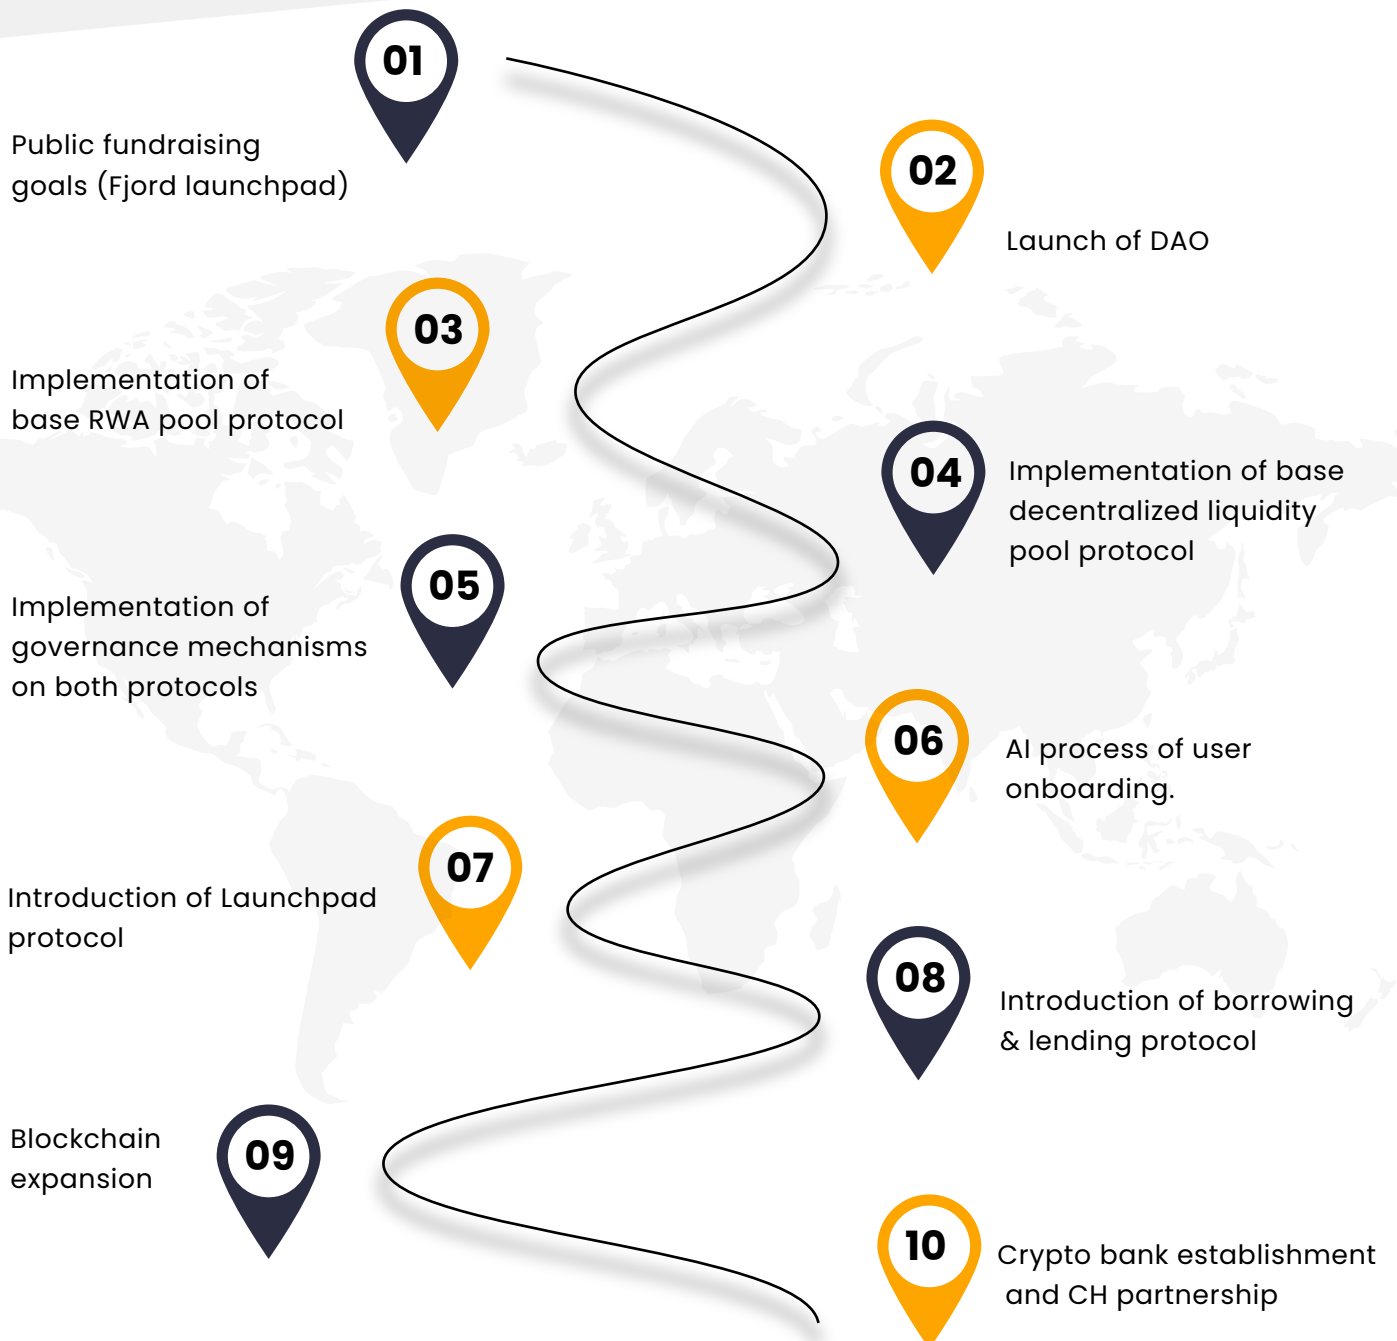 01
Public fundraising
goals (Fjord launchpad)
02
Launch of DAO
03
Implementation of
base RWA pool protocol
04
Implementation of base
decentralized liquidity
pool protocol
05
Implementation of
governance mechanisms
on both protocols
06
AI process of user
onboarding.
07
Introduction of Launchpad
protocol
08
Introduction of borrowing
& lending protocol
09
Blockchain
expansion
10
Crypto bank establishment
and CH partnership